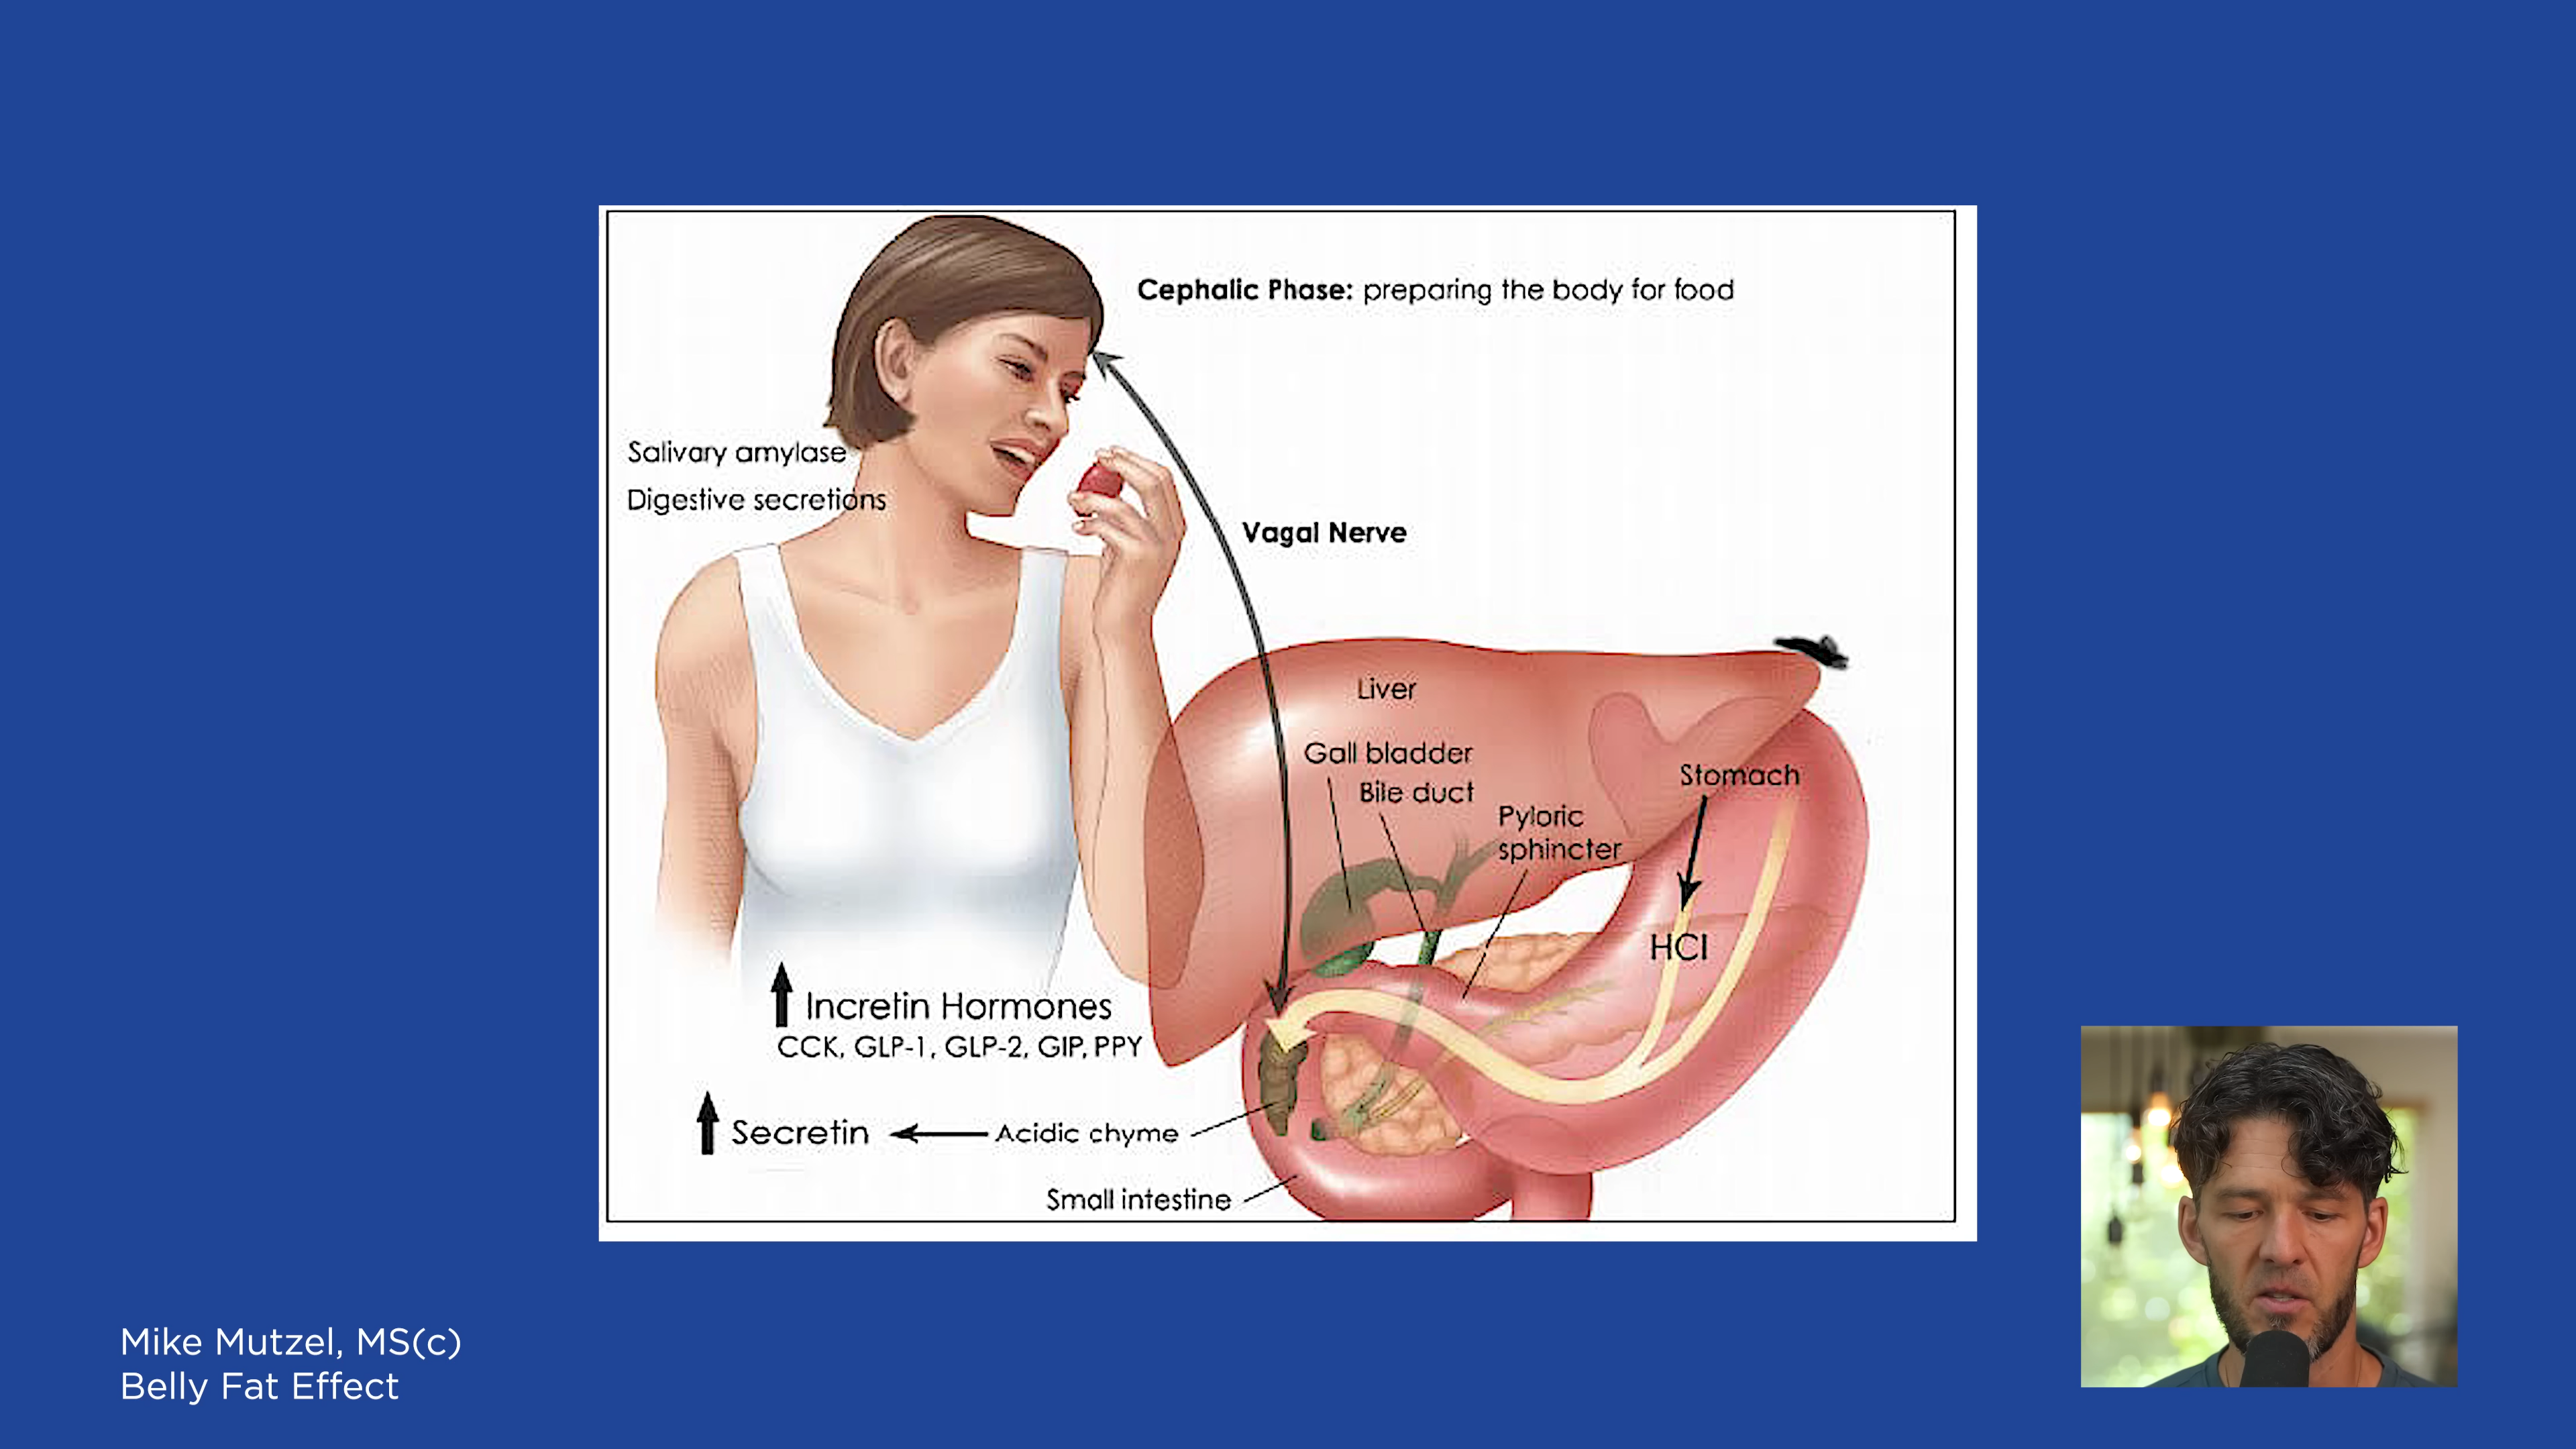 Cephalic Phase: preparing the body for food
Salivary amylase
Digestive secretions
Vagal Nerve
Liver
Gall bladder
Bile duct
Stomach
Pyloric
sphincter
HCl
Incretin Hormones
CCK, GLP-1, GLP-2, GIP, PPY
Secretin
Acidic chyme
Small intestine
Mike Mutzel, MS(c)
Belly Fat Effect